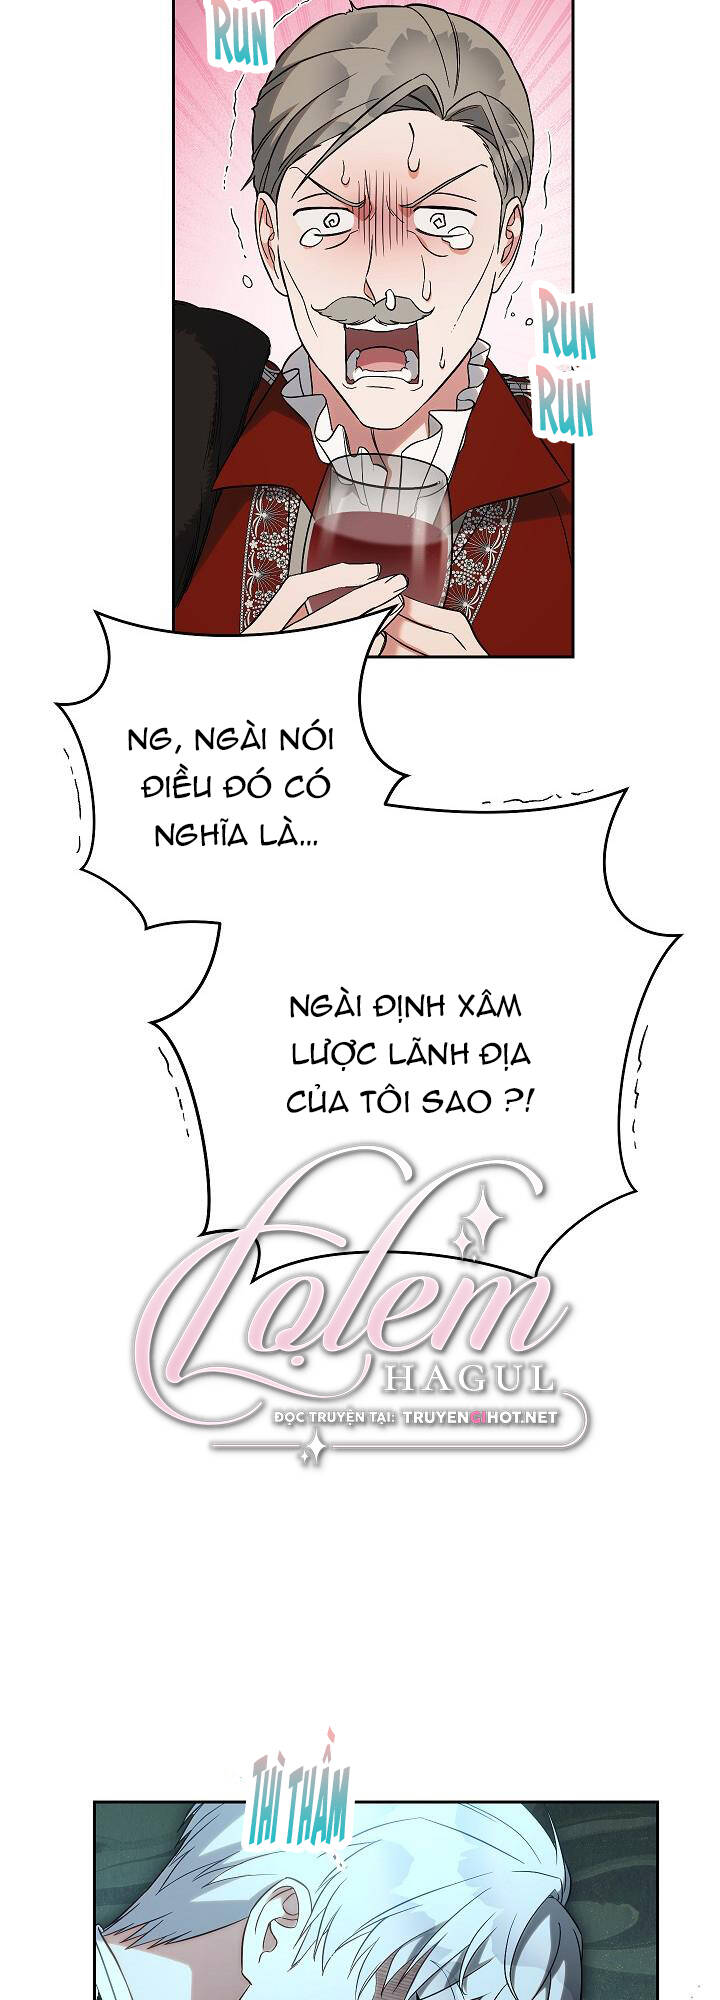 RUN
RUN
RUN
NG, NGÀI NÓI
ĐIỀU ĐÓ CÓ
NGHĨA LÀ...
NGÀI ĐỊNH XÂM
LƯỢC LÃNH ĐỊA
CỦA TÔI SAO ?!
Lọlem
HAGUL
ĐỌC TRUYỆN TẠI: TRUYENGIHOT.NET
THÌ THẦM